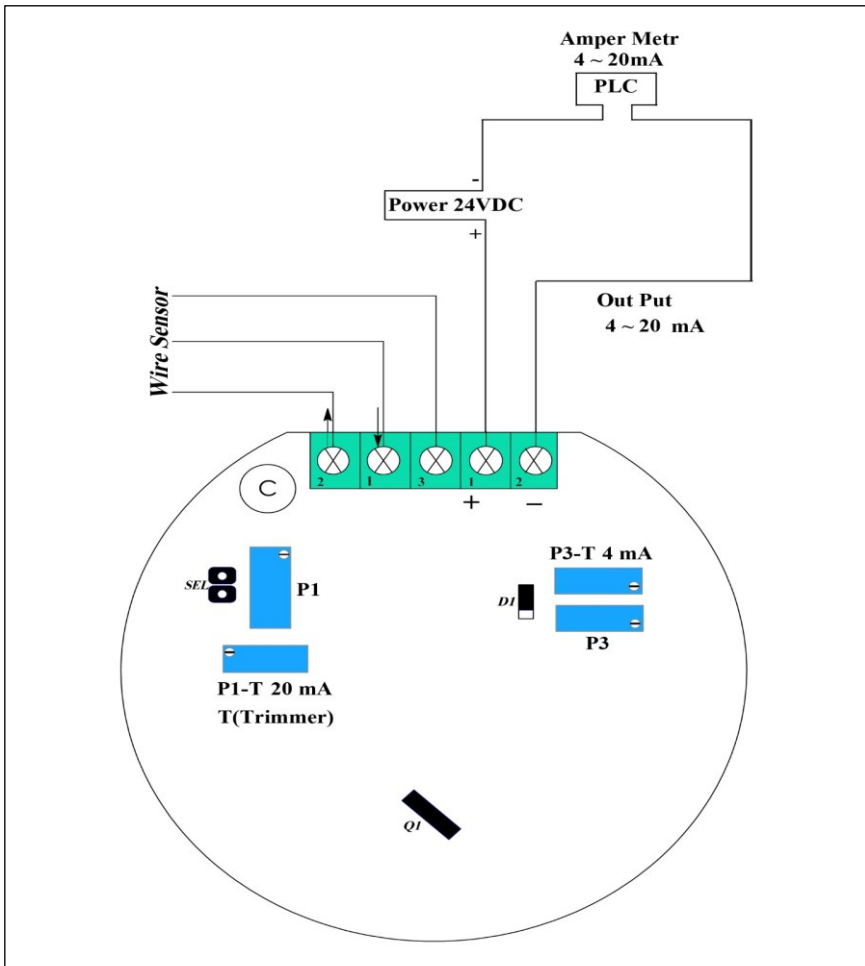 Amper Metr
4 ~ 20mA
PLC
-
Power 24VDC
+
Out Put
4 ~ 20 mA
Wire Sensor
2
1
3
1
2
+
−
C
SEL
P1
P1-T 20 mA
T(Trimmer)
P3-T 4 mA
D1
P3
Q1